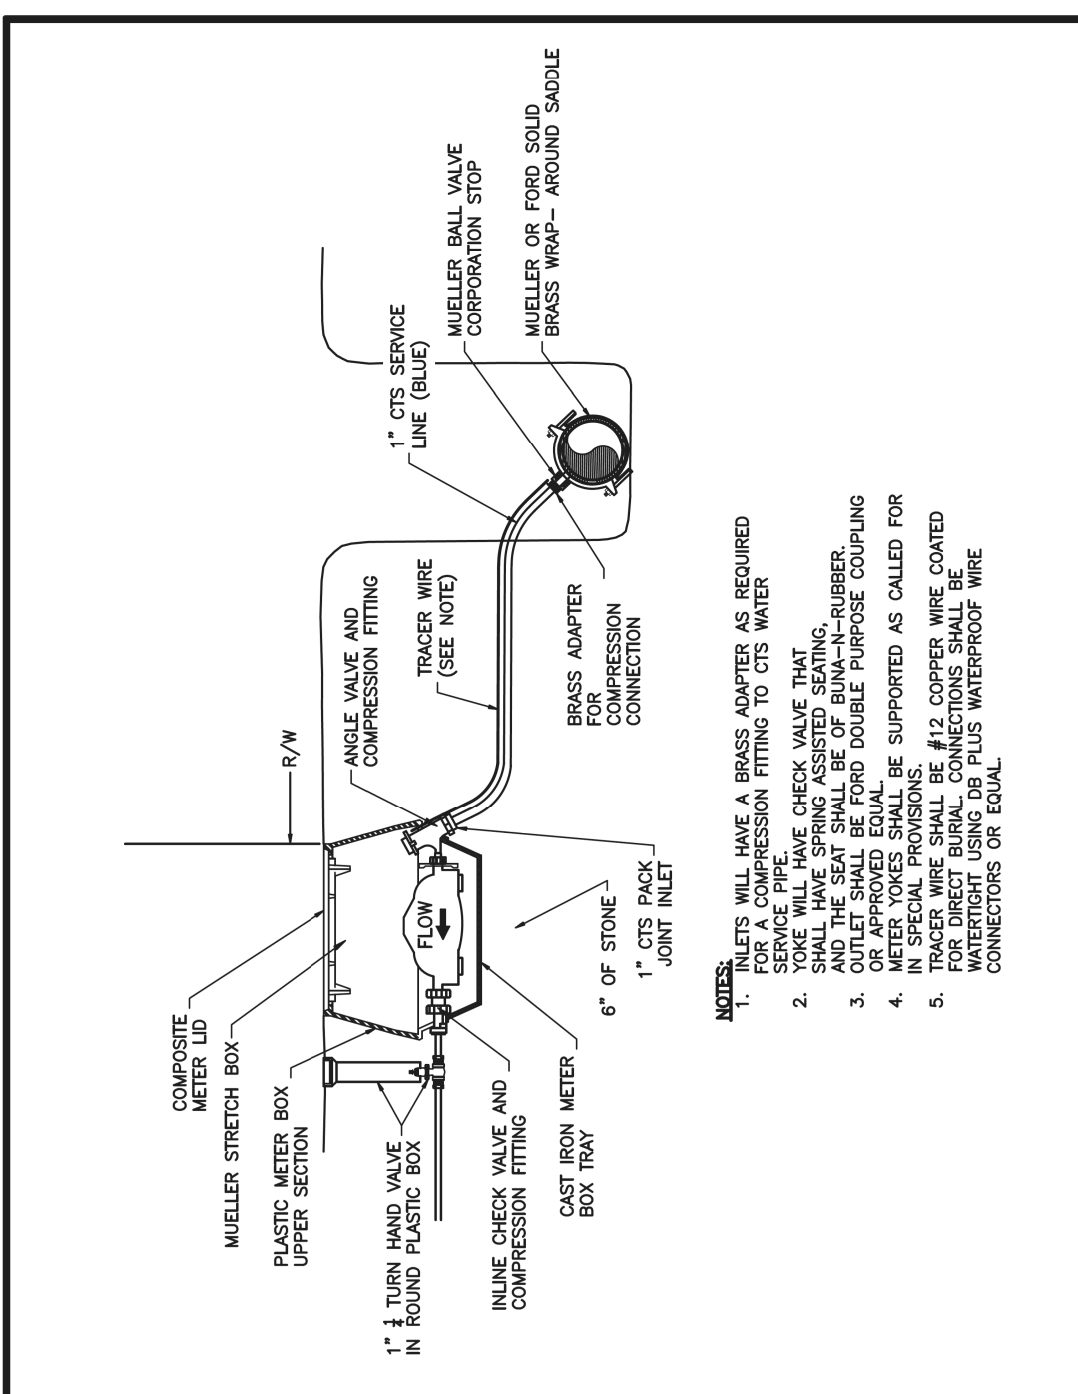 COMPOSITE
METER LID
MUELLER STRETCH BOX
PLASTIC METER BOX
UPPER SECTION
1" 1/4 TURN HAND VALVE
IN ROUND PLASTIC BOX
INLINE CHECK VALVE AND
COMPRESSION FITTING
CAST IRON METER
BOX TRAY
6" OF STONE
1" CTS PACK
JOINT INLET
FLOW
R/W
ANGLE VALVE AND
COMPRESSION FITTING
TRACER WIRE
(SEE NOTE)
BRASS ADAPTER
FOR
COMPRESSION
CONNECTION
1" CTS SERVICE
LINE (BLUE)
MUELLER BALL VALVE
CORPORATION STOP
MUELLER OR FORD SOLID
BRASS WRAP- AROUND SADDLE
NOTES:
1. INLETS WILL HAVE A BRASS ADAPTER AS REQUIRED
FOR A COMPRESSION FITTING TO CTS WATER
SERVICE PIPE.
2. YOKE WILL HAVE CHECK VALVE THAT
SHALL HAVE SPRING ASSISTED SEATING,
AND THE SEAT SHALL BE OF BUNA-N-RUBBER.
3. OUTLET SHALL BE FORD DOUBLE PURPOSE COUPLING
OR APPROVED EQUAL.
4. METER YOKES SHALL BE SUPPORTED AS CALLED FOR
IN SPECIAL PROVISIONS.
5. TRACER WIRE SHALL BE #12 COPPER WIRE COATED
FOR DIRECT BURIAL. CONNECTIONS SHALL BE
WATERTIGHT USING DB PLUS WATERPROOF WIRE
CONNECTORS OR EQUAL.